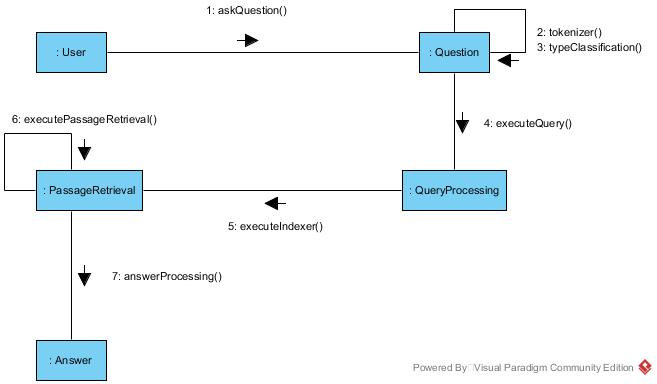 1: askQuestion()
: User
: Question
2: tokenizer()
3: typeClassification()
6: executePassageRetrieval()
4: executeQuery()
: PassageRetrieval
: QueryProcessing
5: executeIndexer()
7: answerProcessing()
: Answer
Powered By Visual Paradigm Community Edition